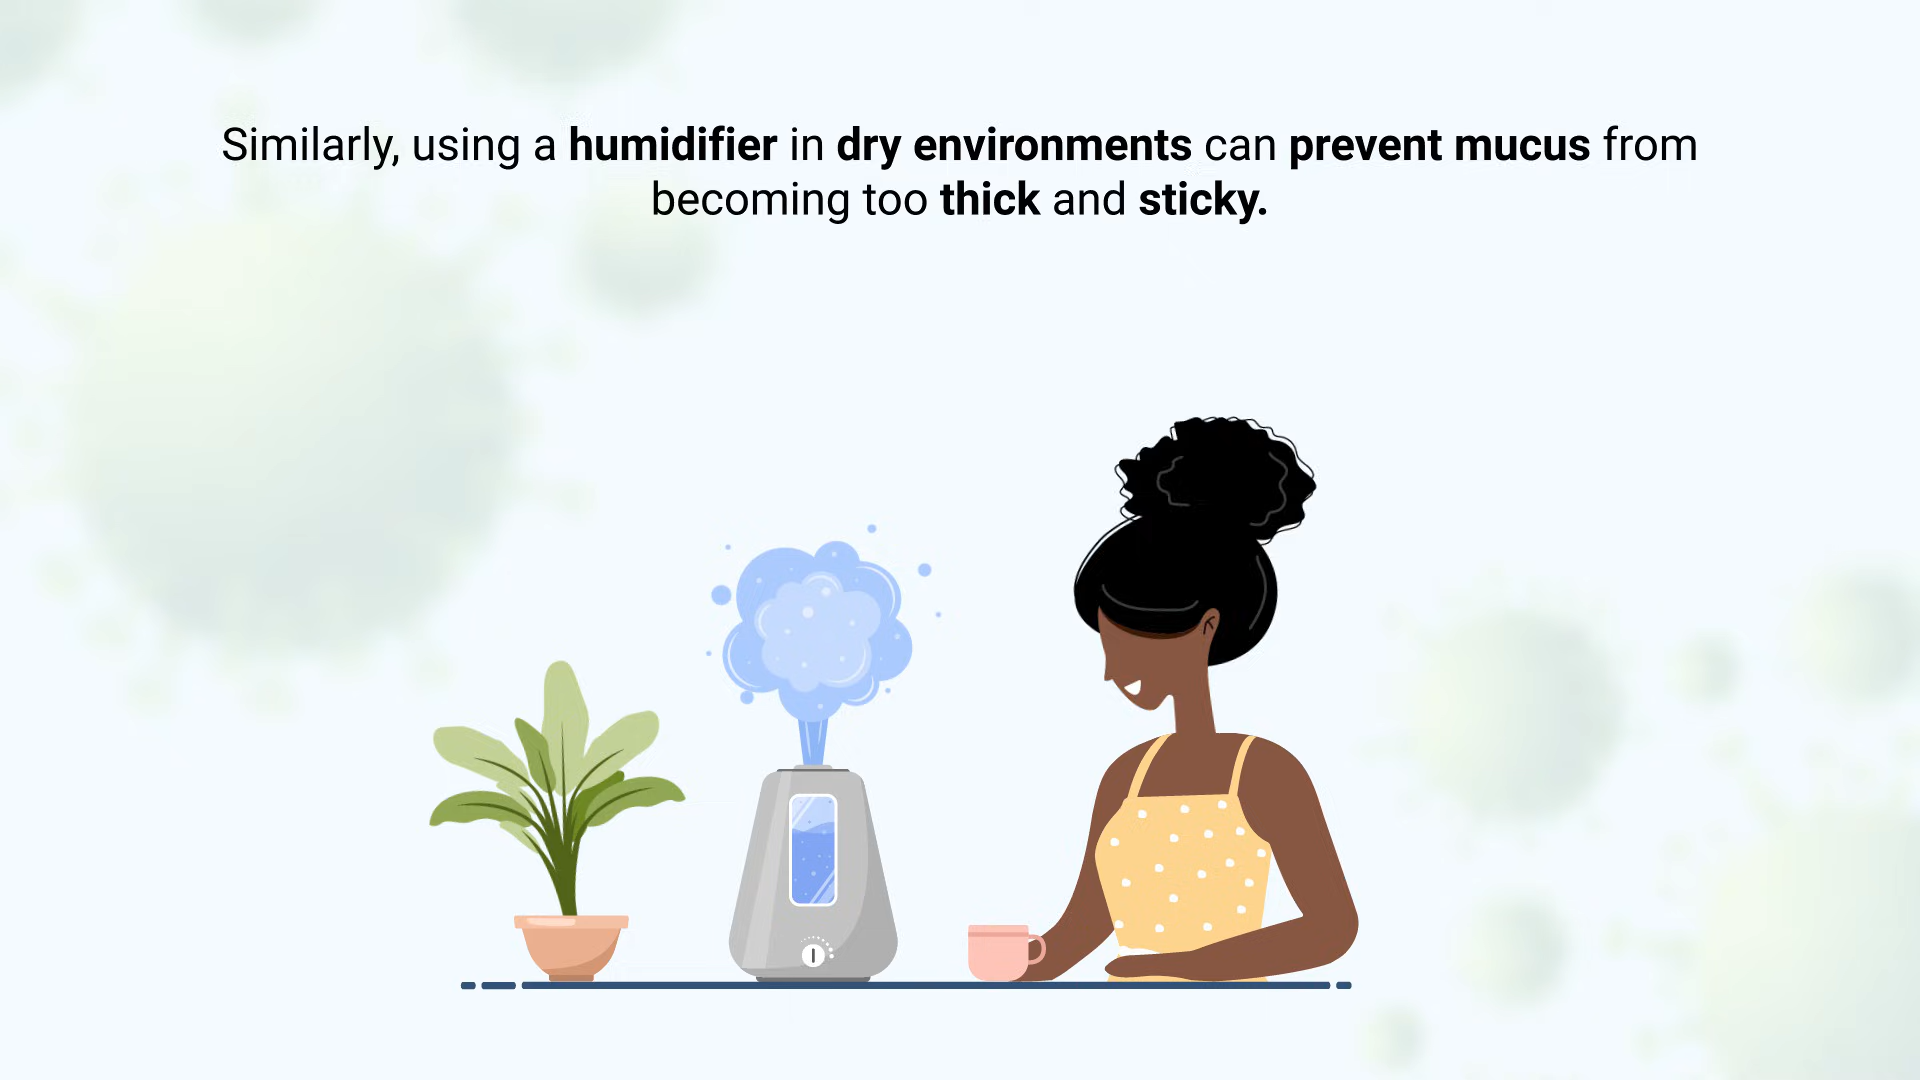 Similarly, using a humidifier in dry environments can prevent mucus from
becoming too thick and sticky.